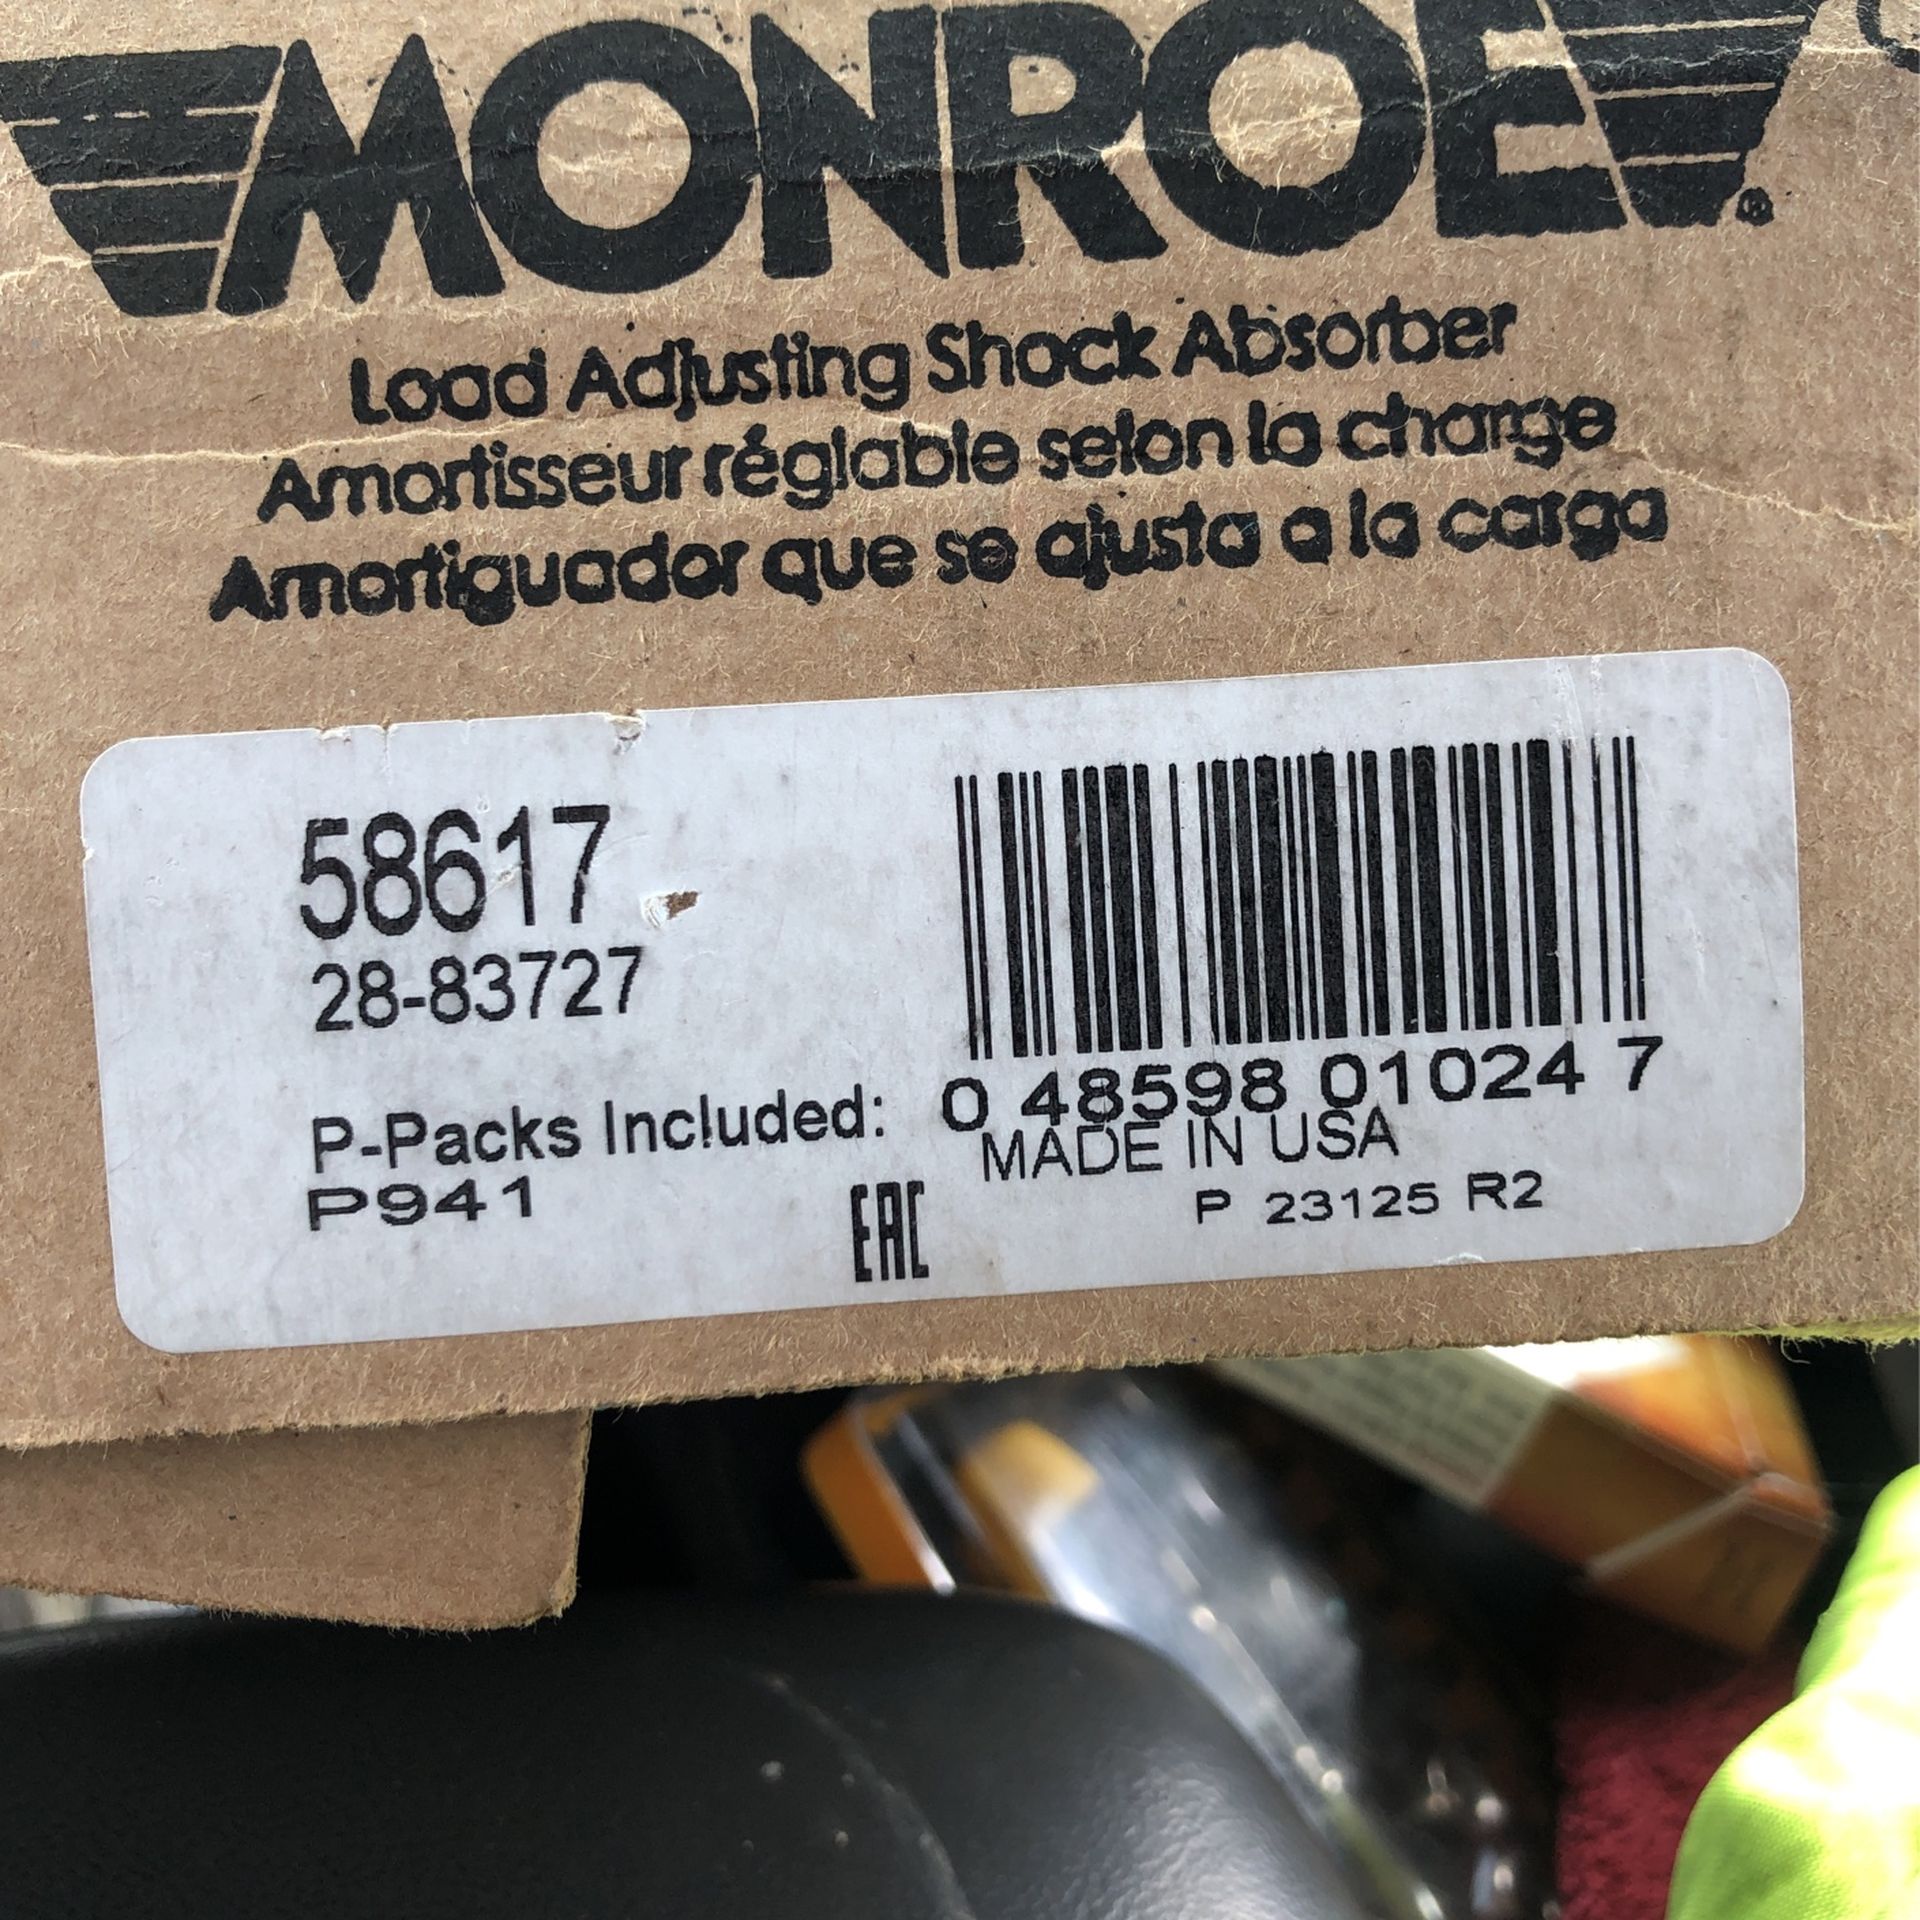 MONROE®
Load Adjusting Shock Absorber
Amortisseur réglable selon la charge
Amortiguador que se ajusta a la carga
58617
28-83727
0 48598 01024 7
P-Packs Included:
MADE IN USA
P941
EAC
P 23125 R2